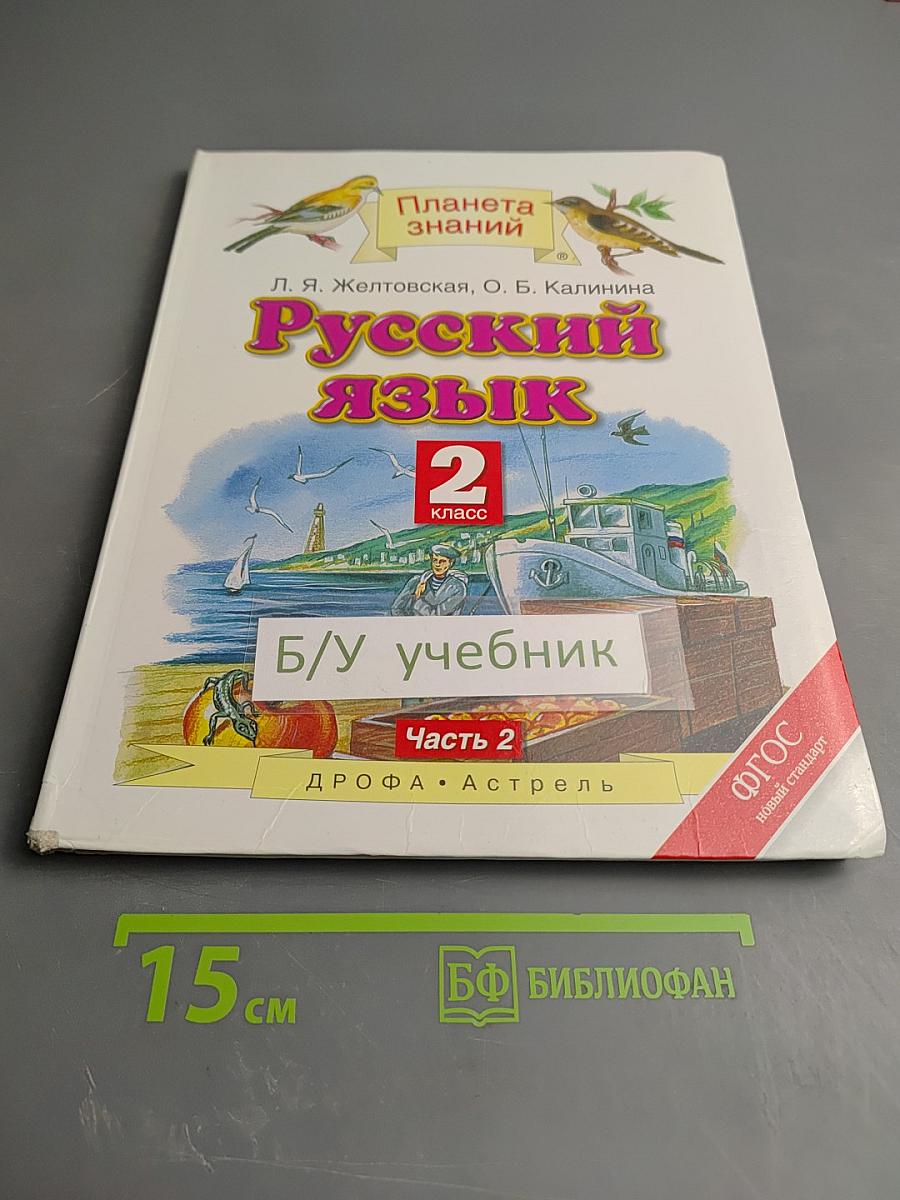 Планета
знаний
®
Л. Я. Желтовская, О. Б. Калинина
Русский
язык
2
класс
Б/У учебник
Часть 2
ДРОФА • Астрель
ФГОС
новый стандарт
15 см
БФ БИБЛИОФАН